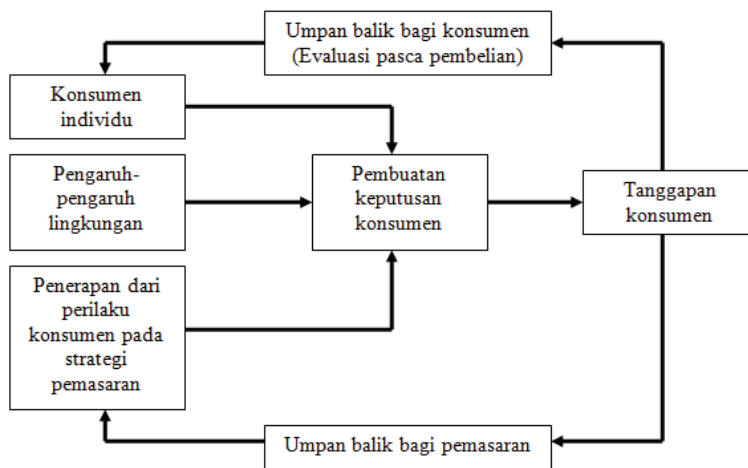 Umpan balik bagi konsumen
(Evaluasi pasca pembelian)
Konsumen
individu
Pengaruh-
pengaruh
lingkungan
Pembuatan
keputusan
konsumen
Tanggapan
konsumen
Penerapan dari
perilaku
konsumen pada
strategi
pemasaran
Umpan balik bagi pemasaran